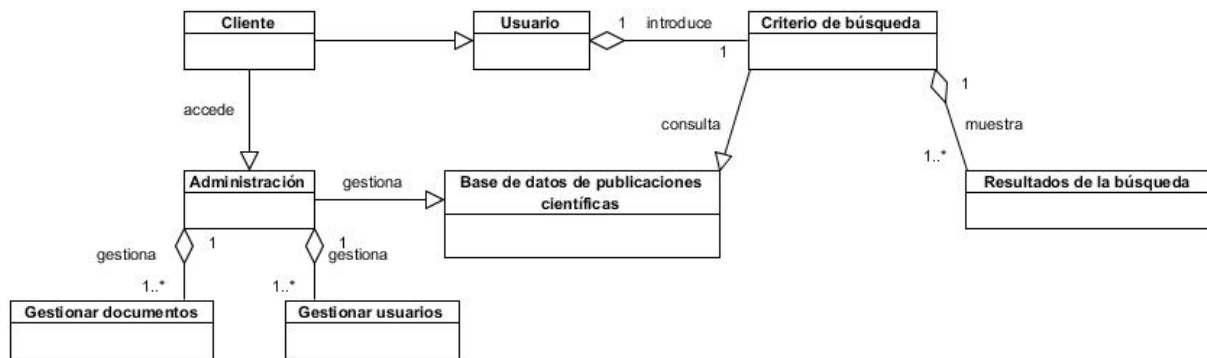 Cliente
Usuario
1
introduce
1
Criterio de búsqueda
accede
consulta
1
muestra
1..*
Administración
gestiona
Base de datos de publicaciones
científicas
Resultados de la búsqueda
gestiona
1
1
gestiona
1..*
1..*
Gestionar documentos
Gestionar usuarios